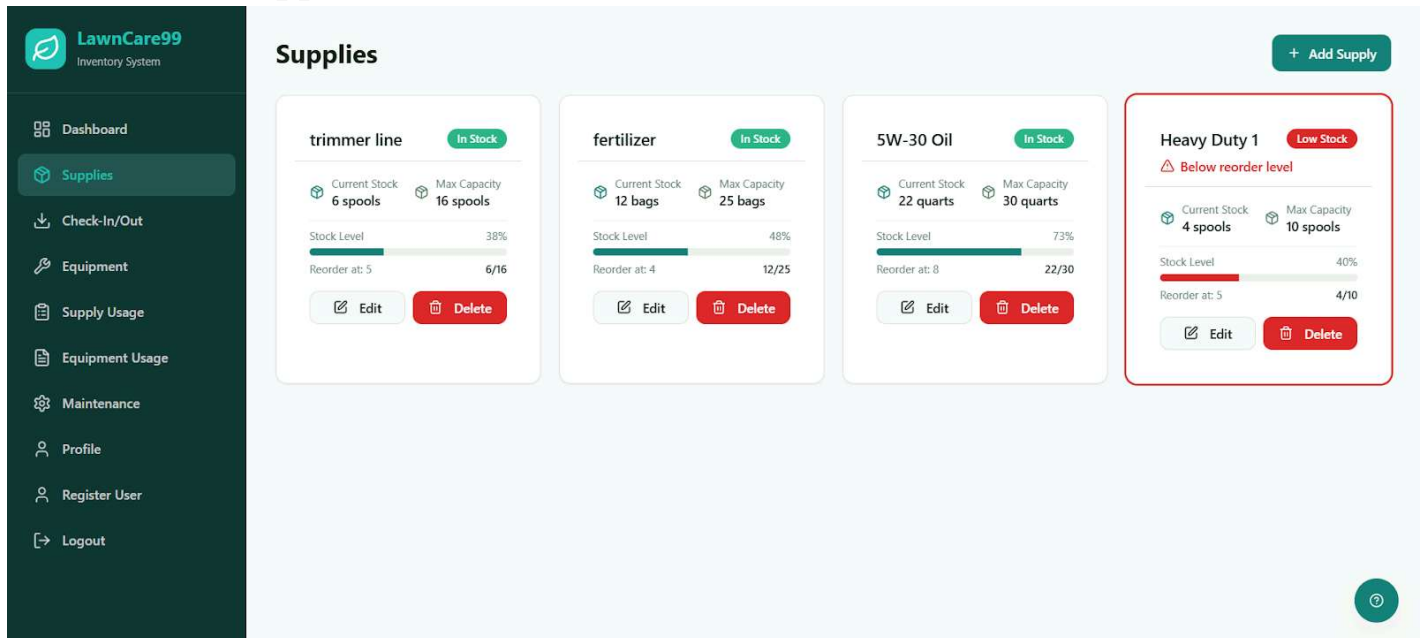 LawnCare99
Inventory System
Dashboard
Supplies
Check-In/Out
Equipment
Supply Usage
Equipment Usage
Maintenance
Profile
Register User
Logout
Supplies
+ Add Supply
trimmer line In Stock
Current Stock Max Capacity
6 spools 16 spools
Stock Level 38%
Reorder at: 5 6/16
Edit Delete
fertilizer In Stock
Current Stock Max Capacity
12 bags 25 bags
Stock Level 48%
Reorder at: 4 12/25
Edit Delete
5W-30 Oil In Stock
Current Stock Max Capacity
22 quarts 30 quarts
Stock Level 73%
Reorder at: 8 22/30
Edit Delete
Heavy Duty 1 Low Stock
Below reorder level
Current Stock Max Capacity
4 spools 10 spools
Stock Level 40%
Reorder at: 5 4/10
Edit Delete